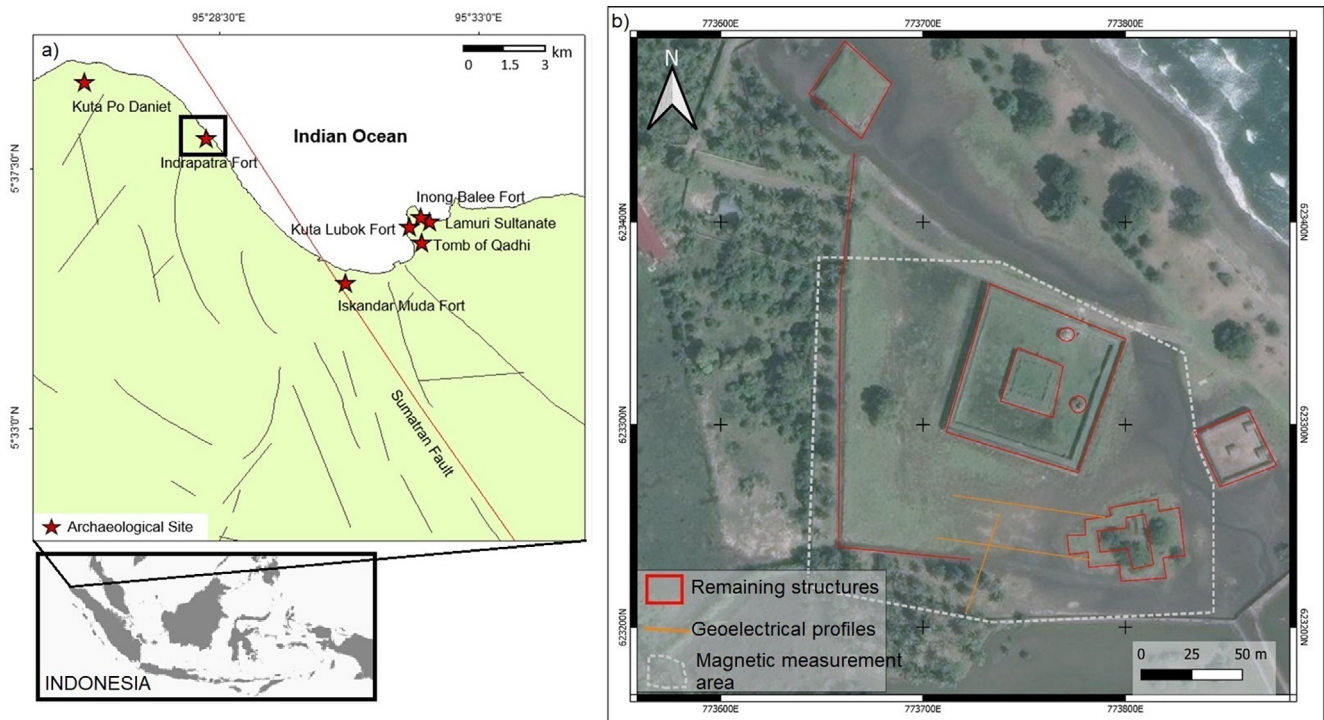 95°28'30"E
95°33'0"E
a)
km
0 1.5 3
Kuta Po Daniet
Indian Ocean
Indrapatra Fort
5°37'30"N
Inong Balee Fort
Kuta Lubok Fort
Lamuri Sultanate
Tomb of Qadhi
Iskandar Muda Fort
Sumatran Fault
5°33'0"N
Archaeological Site
INDONESIA
b)
773600E
773700E
773800E
N
623400N
623400N
623300N
623300N
623200N
623200N
Remaining structures
Geoelectrical profiles
Magnetic measurement
area
0 25 50 m
773600E
773700E
773800E